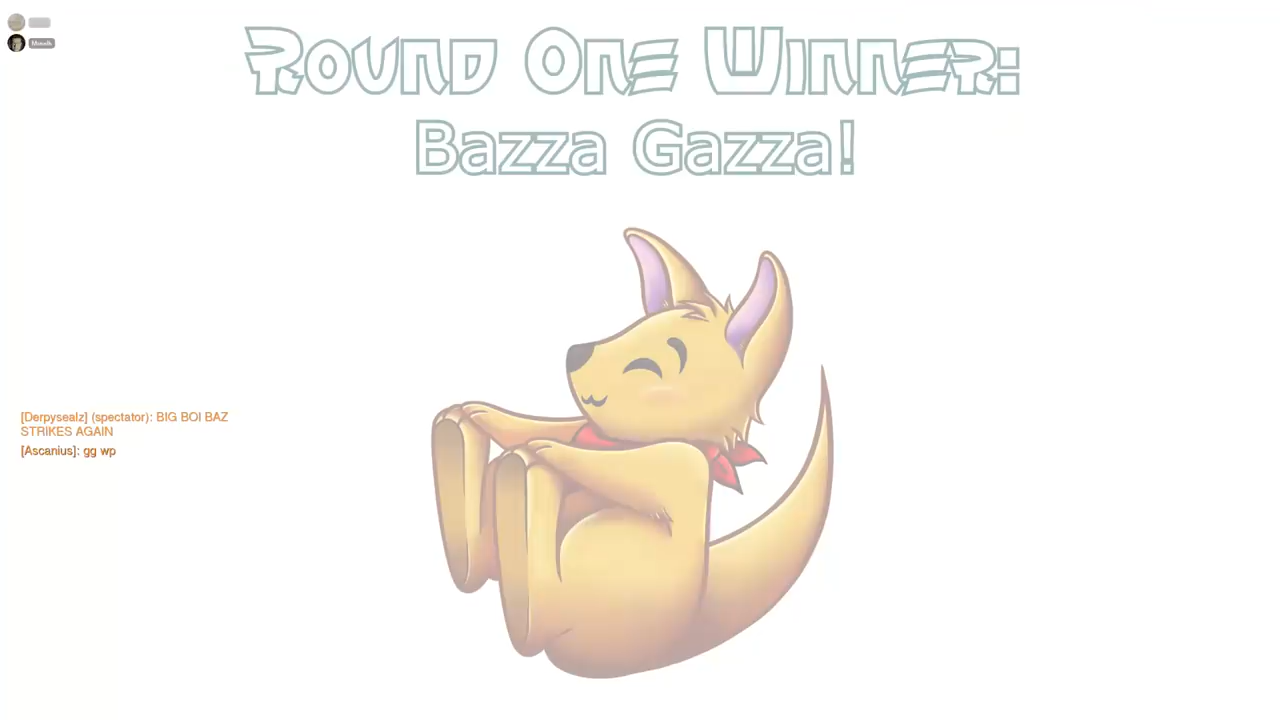 Round One Winner:
Bazza Gazza!
[Derpysealz] (spectator): BIG BOI BAZ
STRIKES AGAIN
[Ascanius]: gg wp